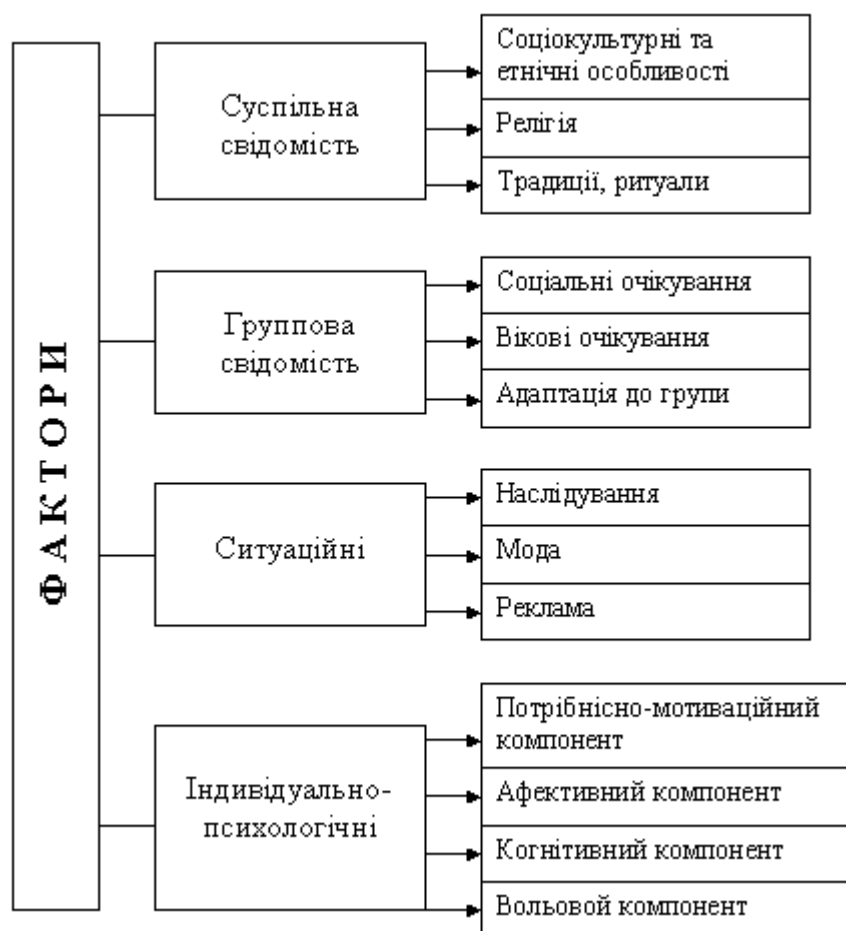 ФАКТОРИ
Суспільна
свідомість
Соціокультурні та
етнічні особливості
Релігія
Традиції, ритуали
Группова
свідомість
Соціальні очікування
Вікові очікування
Адаптація до групи
Ситуаційні
Наслідування
Мода
Реклама
Індивідуально-
психологічні
Потрібнісно-мотиваційний
компонент
Афективний компонент
Когнітивний компонент
Вольовой компонент